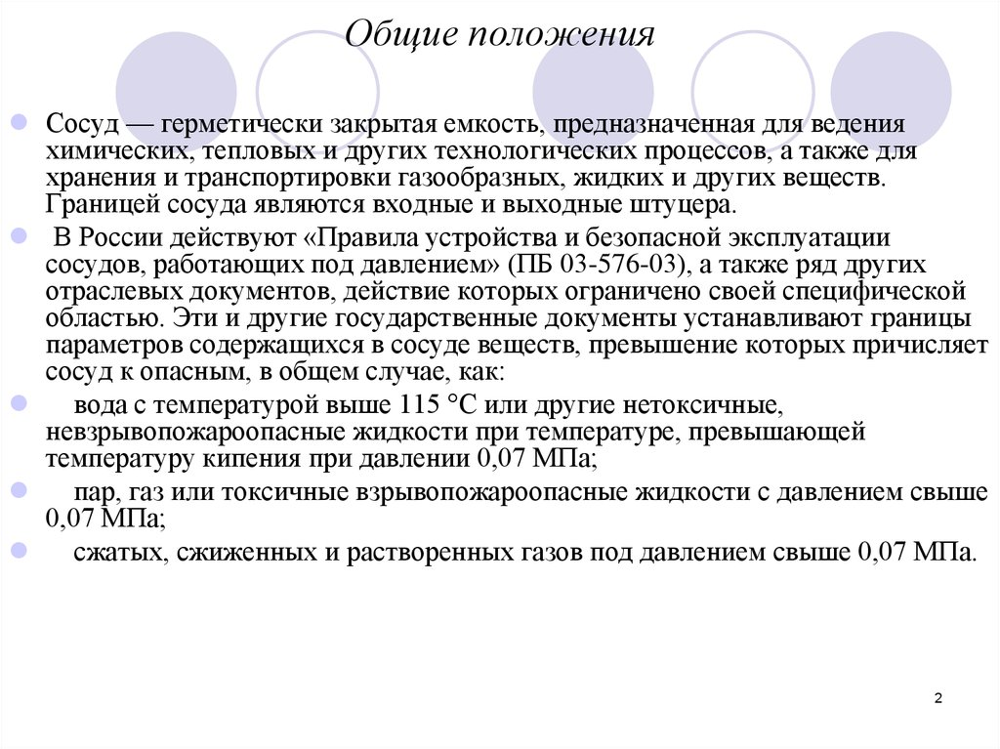 Общие положения
Сосуд — герметически закрытая емкость, предназначенная для ведения
химических, тепловых и других технологических процессов, а также для
хранения и транспортировки газообразных, жидких и других веществ.
Границей сосуда являются входные и выходные штуцера.
В России действуют «Правила устройства и безопасной эксплуатации
сосудов, работающих под давлением» (ПБ 03-576-03), а также ряд других
отраслевых документов, действие которых ограничено своей специфической
областью. Эти и другие государственные документы устанавливают границы
параметров содержащихся в сосуде веществ, превышение которых причисляет
сосуд к опасным, в общем случае, как:
вода с температурой выше 115 °С или другие нетоксичные,
невзрывопожароопасные жидкости при температуре, превышающей
температуру кипения при давлении 0,07 МПа;
пар, газ или токсичные взрывопожароопасные жидкости с давлением свыше
0,07 МПа;
сжатых, сжиженных и растворенных газов под давлением свыше 0,07 МПа.
2